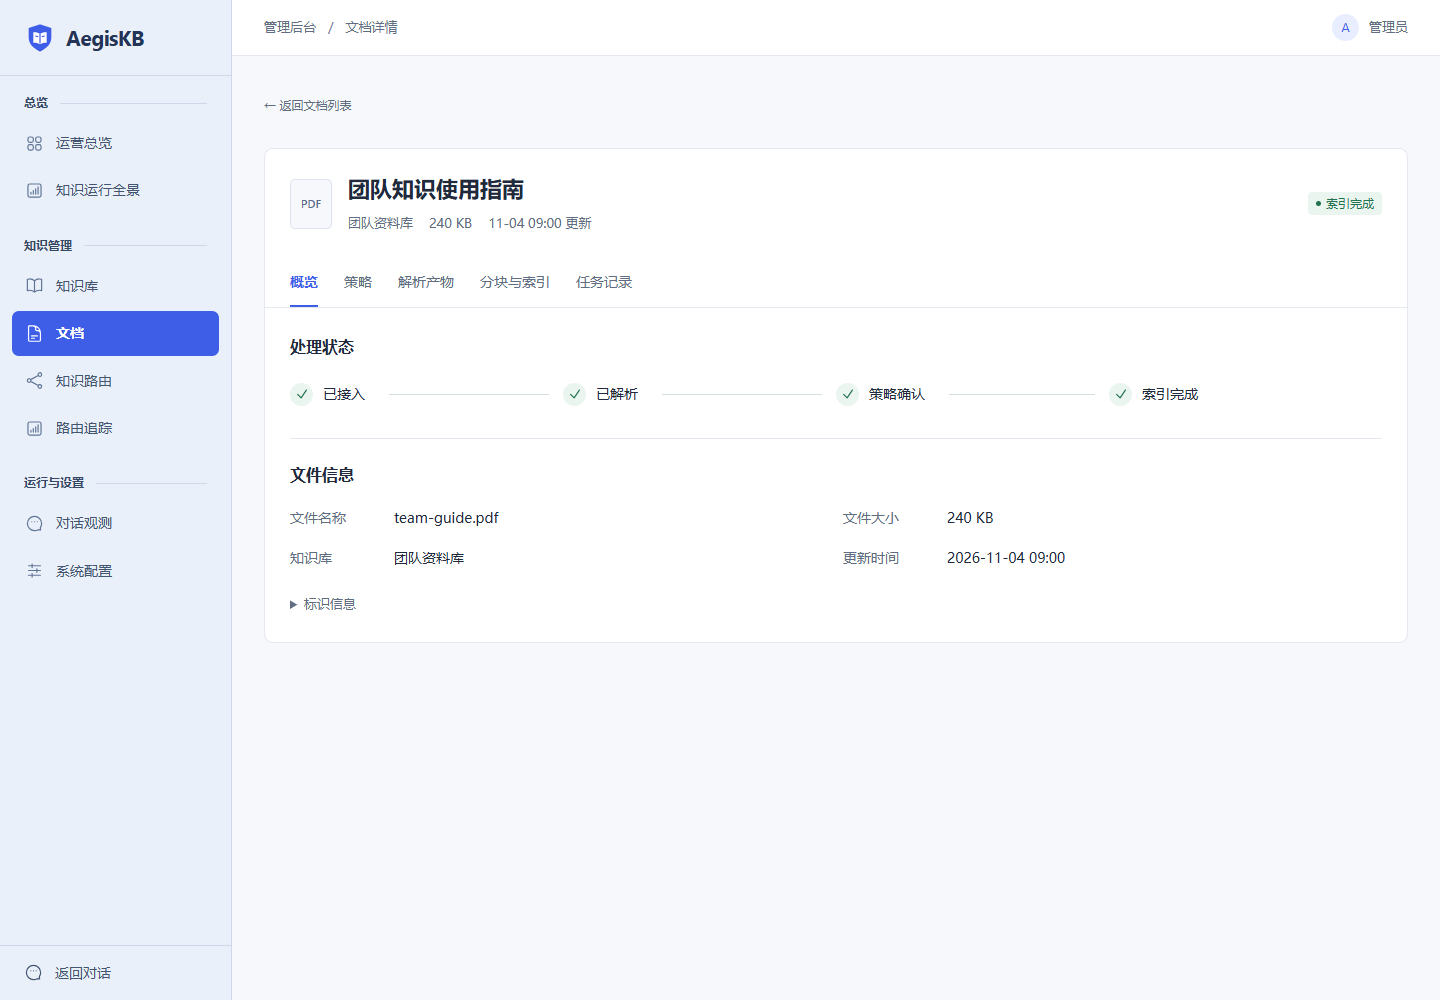 AegisKB
总览
运营总览
知识运行全景
知识管理
知识库
文档
知识路由
路由追踪
运行与设置
对话观测
系统配置
返回对话
管理后台 / 文档详情
A 管理员
← 返回文档列表
PDF
团队知识使用指南
团队资料库 240 KB 11-04 09:00 更新
索引完成
概览 策略 解析产物 分块与索引 任务记录
处理状态
已接入 已解析 策略确认 索引完成
文件信息
文件名称 team-guide.pdf 文件大小 240 KB
知识库 团队资料库 更新时间 2026-11-04 09:00
标识信息